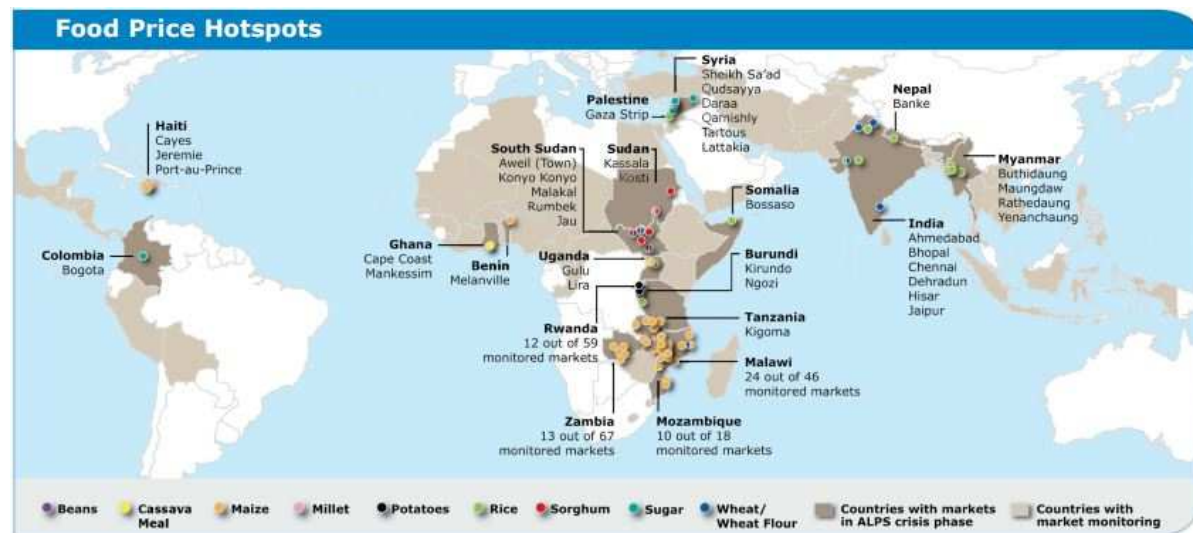 Food Price Hotspots
Haiti
Cayes
Jeremie
Port-au-Prince
Colombia
Bogota
Ghana
Cape Coast
Mankessim
Benin
Melanville
South Sudan
Aweil (Town)
Konyo Konyo
Malakal
Rumbek
Jau
Palestine
Gaza Strip
Syria
Sheikh Sa'ad
Qudsayya
Daraa
Qamishly
Tartous
Lattakia
Sudan
Kassala
Kosti
Uganda
Gulu
Lira
Rwanda
12 out of 59
monitored markets
Zambia
13 out of 67
monitored markets
Mozambique
10 out of 18
monitored markets
Malawi
24 out of 46
monitored markets
Tanzania
Kigoma
Burundi
Kirundo
Ngozi
Somalia
Bossaso
Nepal
Banke
India
Ahmedabad
Bhopal
Chennai
Dehradun
Hisar
Jaipur
Myanmar
Buthidaung
Maungdaw
Rathedaung
Yenanchaung
Beans
Cassava
Meal
Maize
Millet
Potatoes
Rice
Sorghum
Sugar
Wheat/
Wheat Flour
Countries with markets
in ALPS crisis phase
Countries with
market monitoring